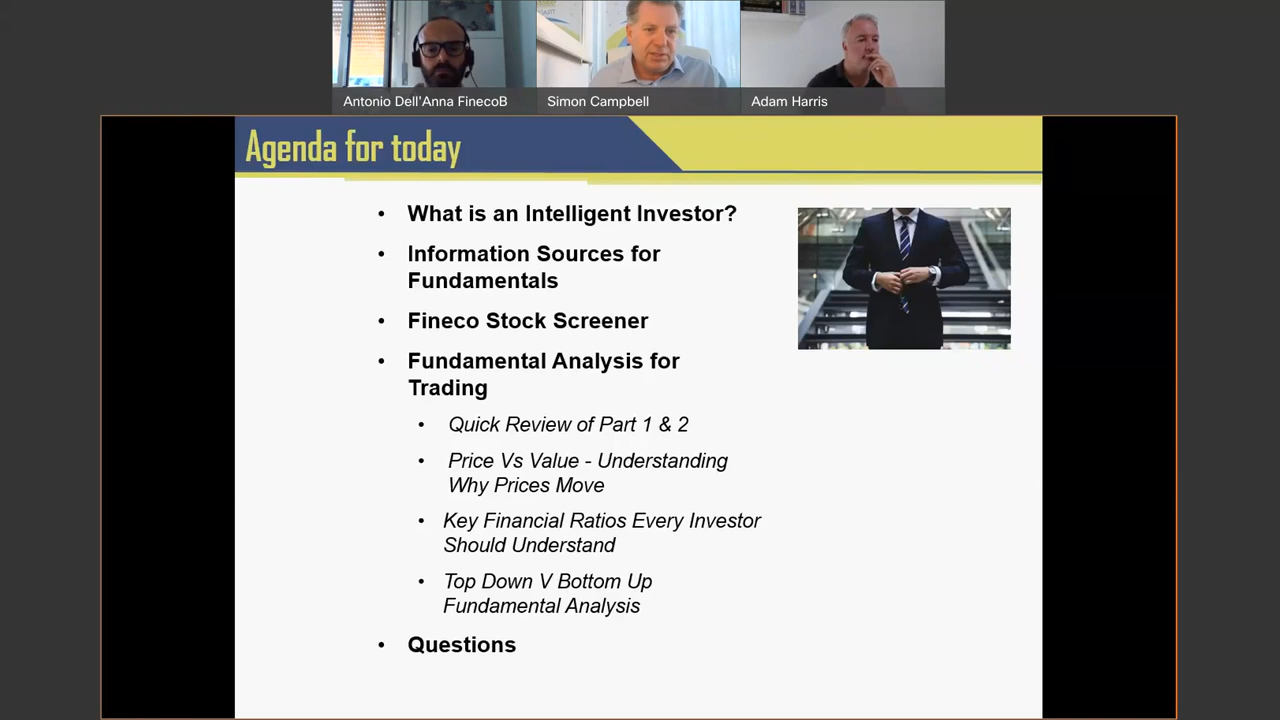 Antonio Dell'Anna FinecoB
Simon Campbell
Adam Harris
Agenda for today
• What is an Intelligent Investor?
• Information Sources for
Fundamentals
• Fineco Stock Screener
• Fundamental Analysis for
Trading
• Quick Review of Part 1 & 2
• Price Vs Value - Understanding
Why Prices Move
• Key Financial Ratios Every Investor
Should Understand
• Top Down V Bottom Up
Fundamental Analysis
• Questions